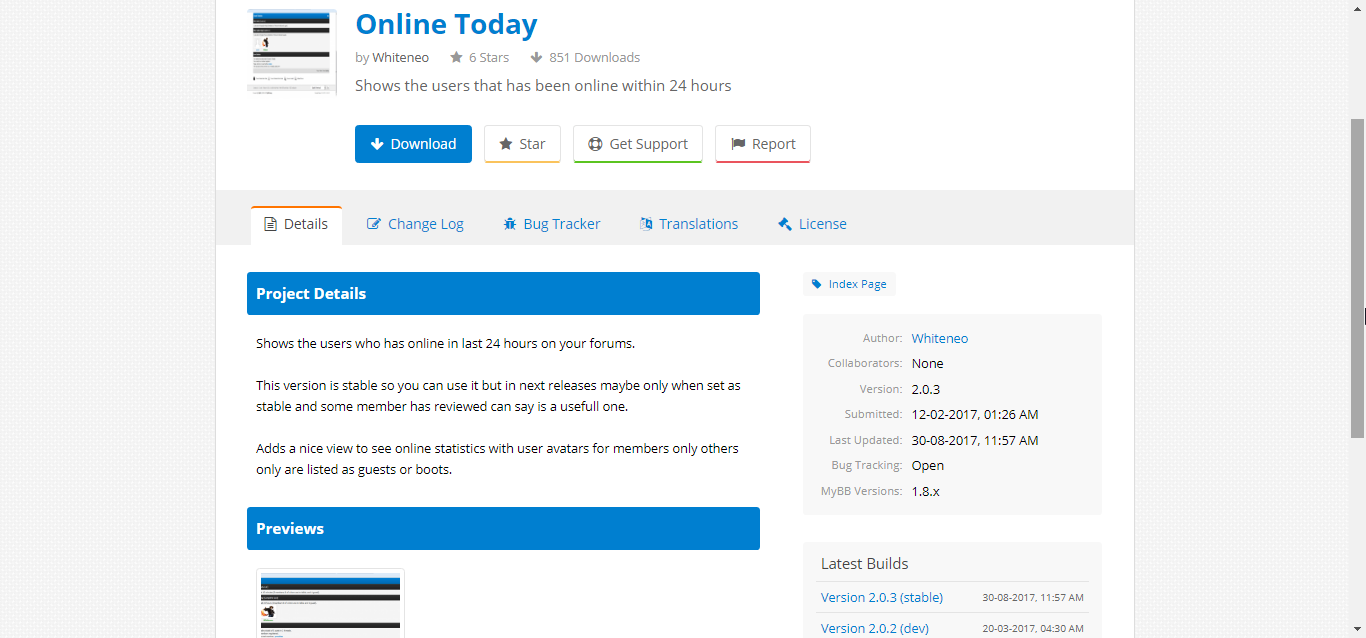 Online Today
by Whiteneo 6 Stars 851 Downloads
Shows the users that has been online within 24 hours
Download Star Get Support Report
Details Change Log Bug Tracker Translations License
Project Details
Shows the users who has online in last 24 hours on your forums.
This version is stable so you can use it but in next releases maybe only when set as
stable and some member has reviewed can say is a usefull one.
Adds a nice view to see online statistics with user avatars for members only others
only are listed as guests or boots.
Previews
Index Page
Author: Whiteneo
Collaborators: None
Version: 2.0.3
Submitted: 12-02-2017, 01:26 AM
Last Updated: 30-08-2017, 11:57 AM
Bug Tracking: Open
MyBB Versions: 1.8.x
Latest Builds
Version 2.0.3 (stable) 30-08-2017, 11:57 AM
Version 2.0.2 (dev) 20-03-2017, 04:30 AM